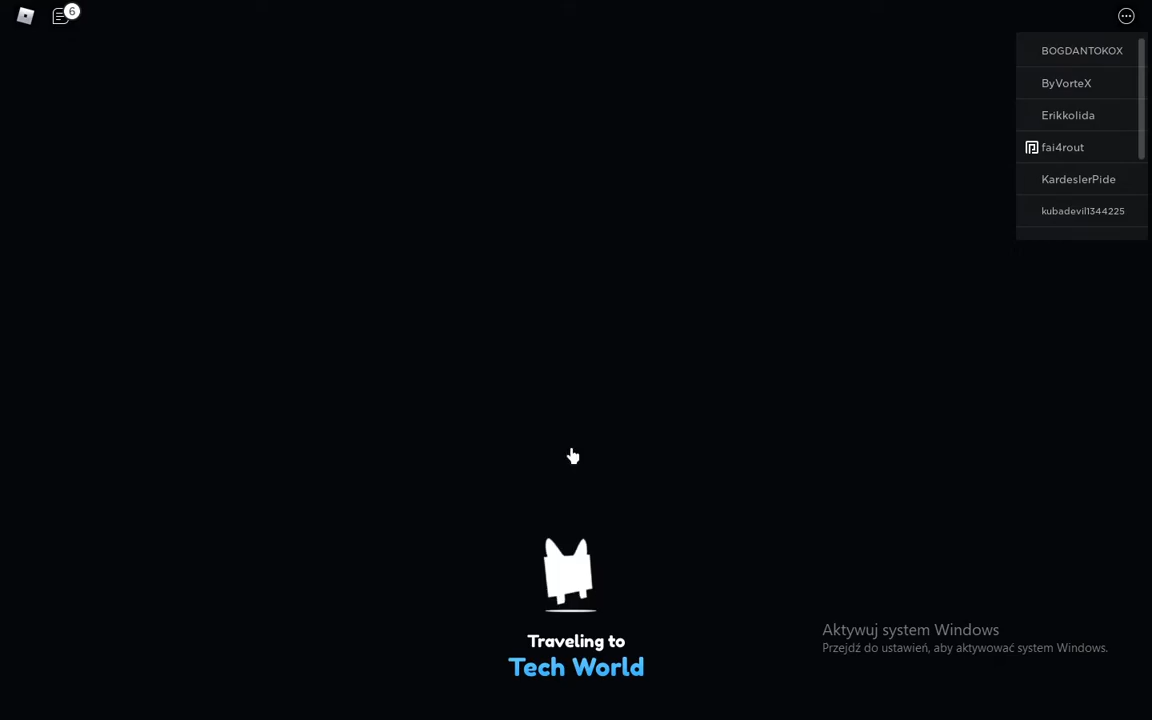 6
BOGDANTOKOX
ByVorteX
Erikkolida
fai4rout
KardeslerPide
kubadevil1344225
Traveling to
Tech World
Aktywuj system Windows
Przejdź do ustawień, aby aktywować system Windows.